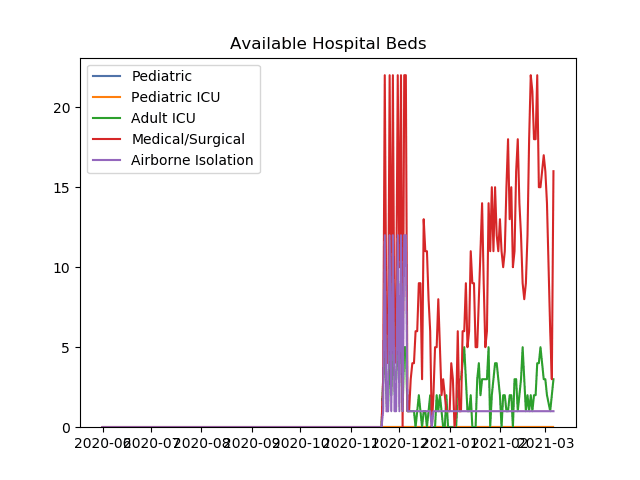 Available Hospital Beds
Pediatric
Pediatric ICU
Adult ICU
Medical/Surgical
Airborne Isolation
20
15
10
5
0
2020-06 2020-07 2020-08 2020-09 2020-10 2020-11 2020-12 2021-01 2021-02 2021-03